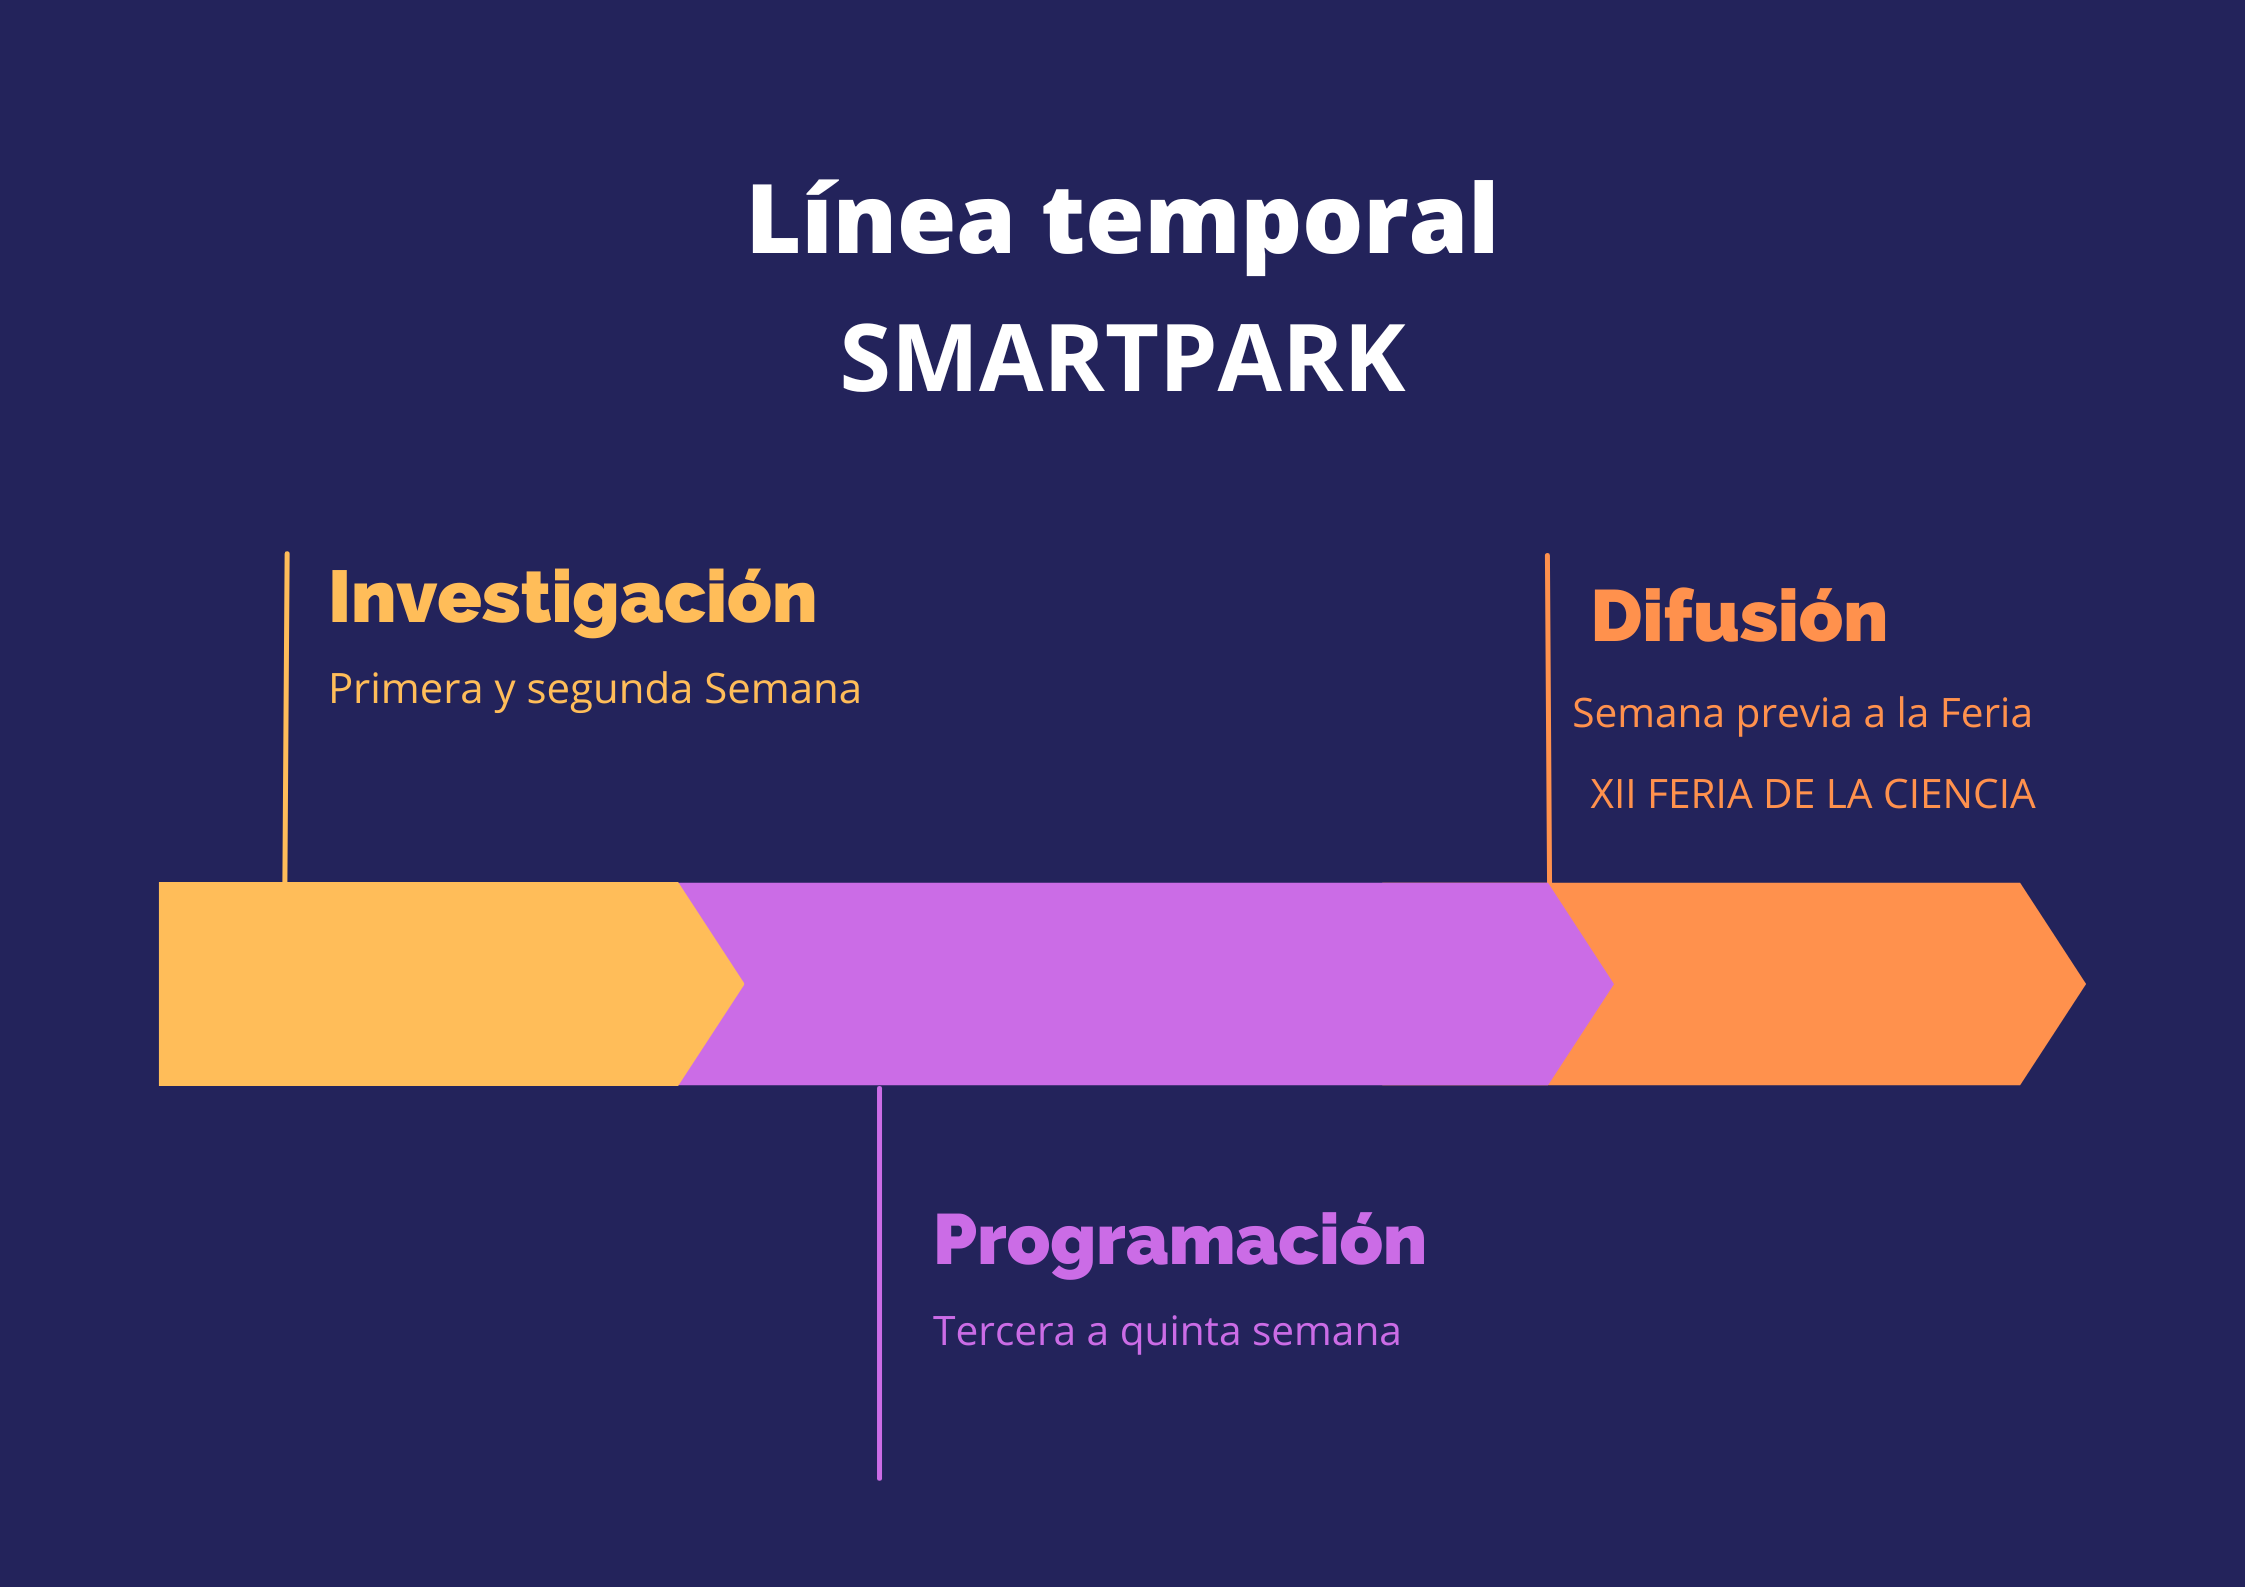 Línea temporal
SMARTPARK
Investigación
Primera y segunda Semana
Difusión
Semana previa a la Feria
XII FERIA DE LA CIENCIA
Programación
Tercera a quinta semana